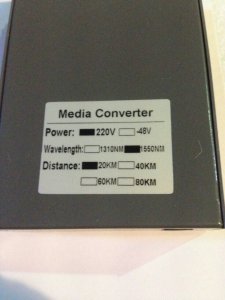 Media Converter
Power: 220V -48V
Wavelength: 1310NM 1550NM
Distance: 20KM 40KM
60KM 80KM